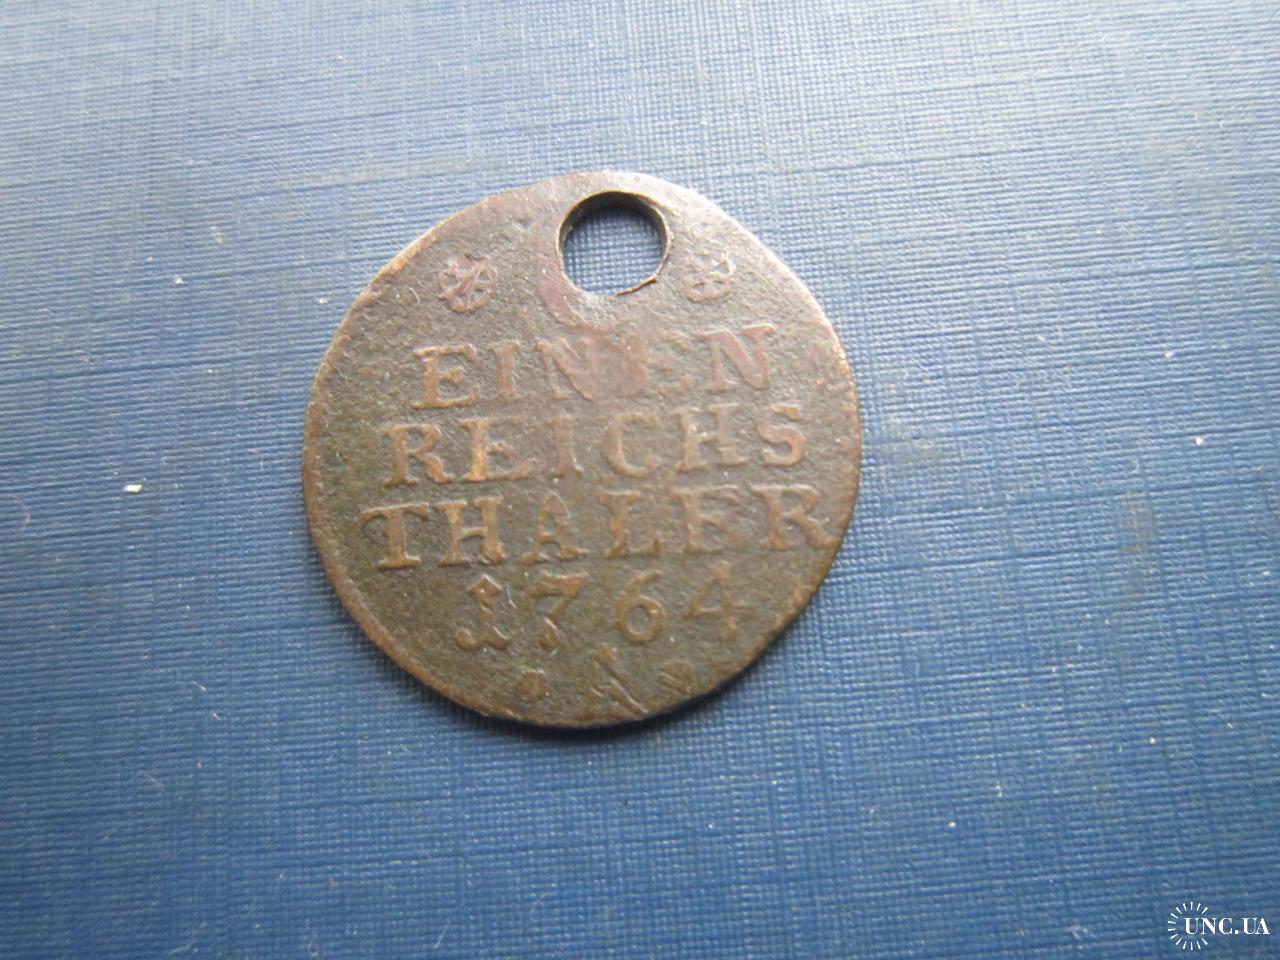 EINEN
REICHS
THALER
1764
• A •
UNC.UA